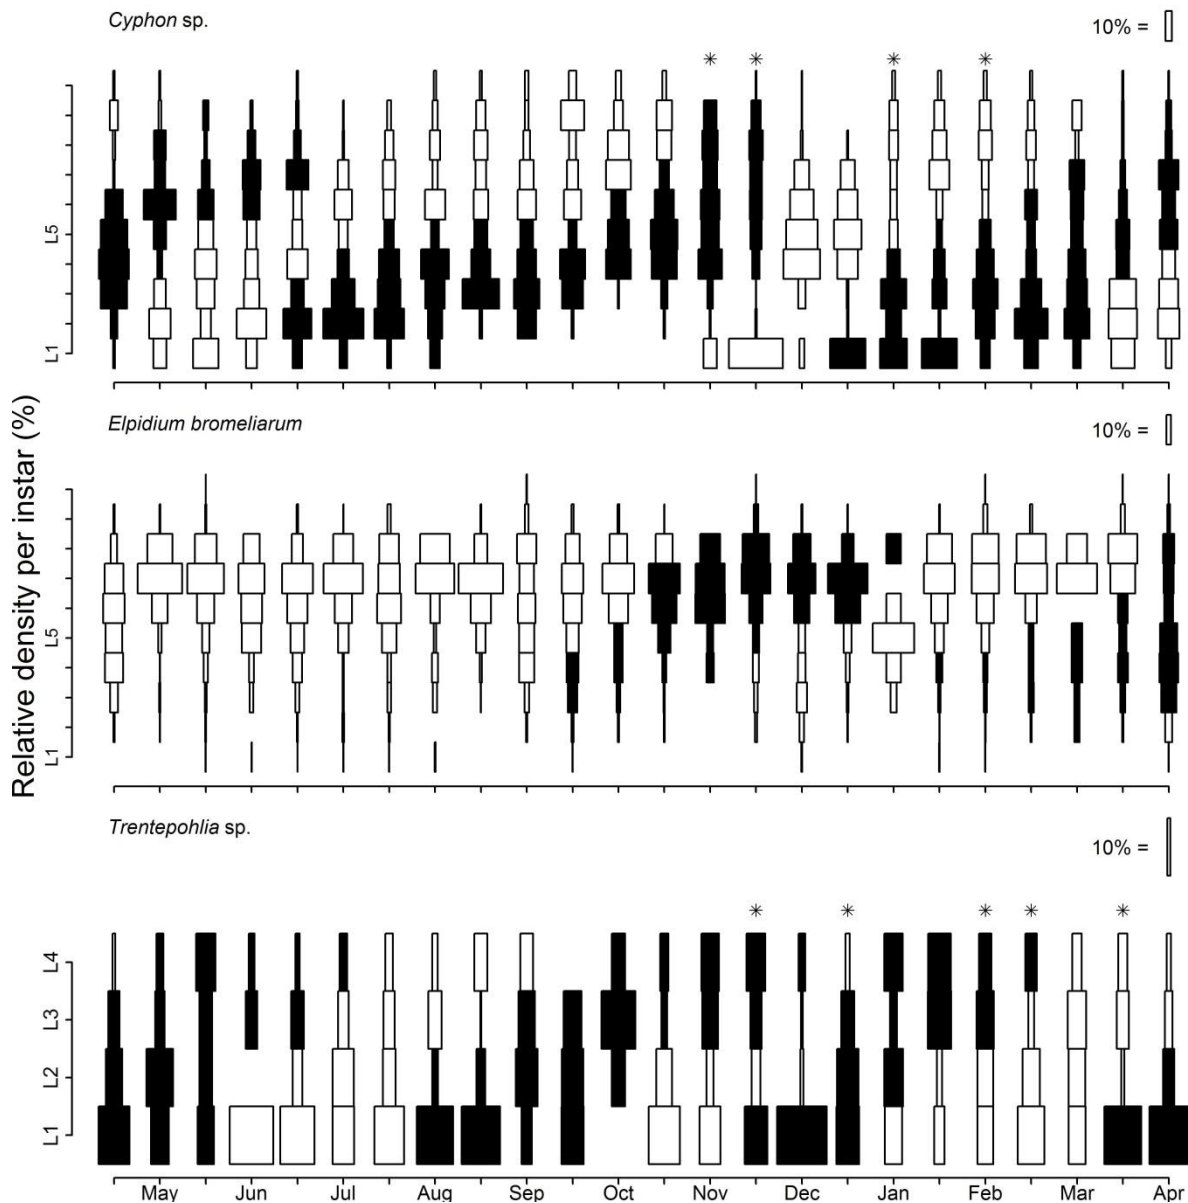 Cyphon sp.
10% =
* * * *
L5
L1
Elpidium bromeliarum
10% =
L5
L1
Relative density per instar (%)
Trentepohlia sp.
10% =
* * * * *
L4
L3
L2
L1
May Jun Jul Aug Sep Oct Nov Dec Jan Feb Mar Apr